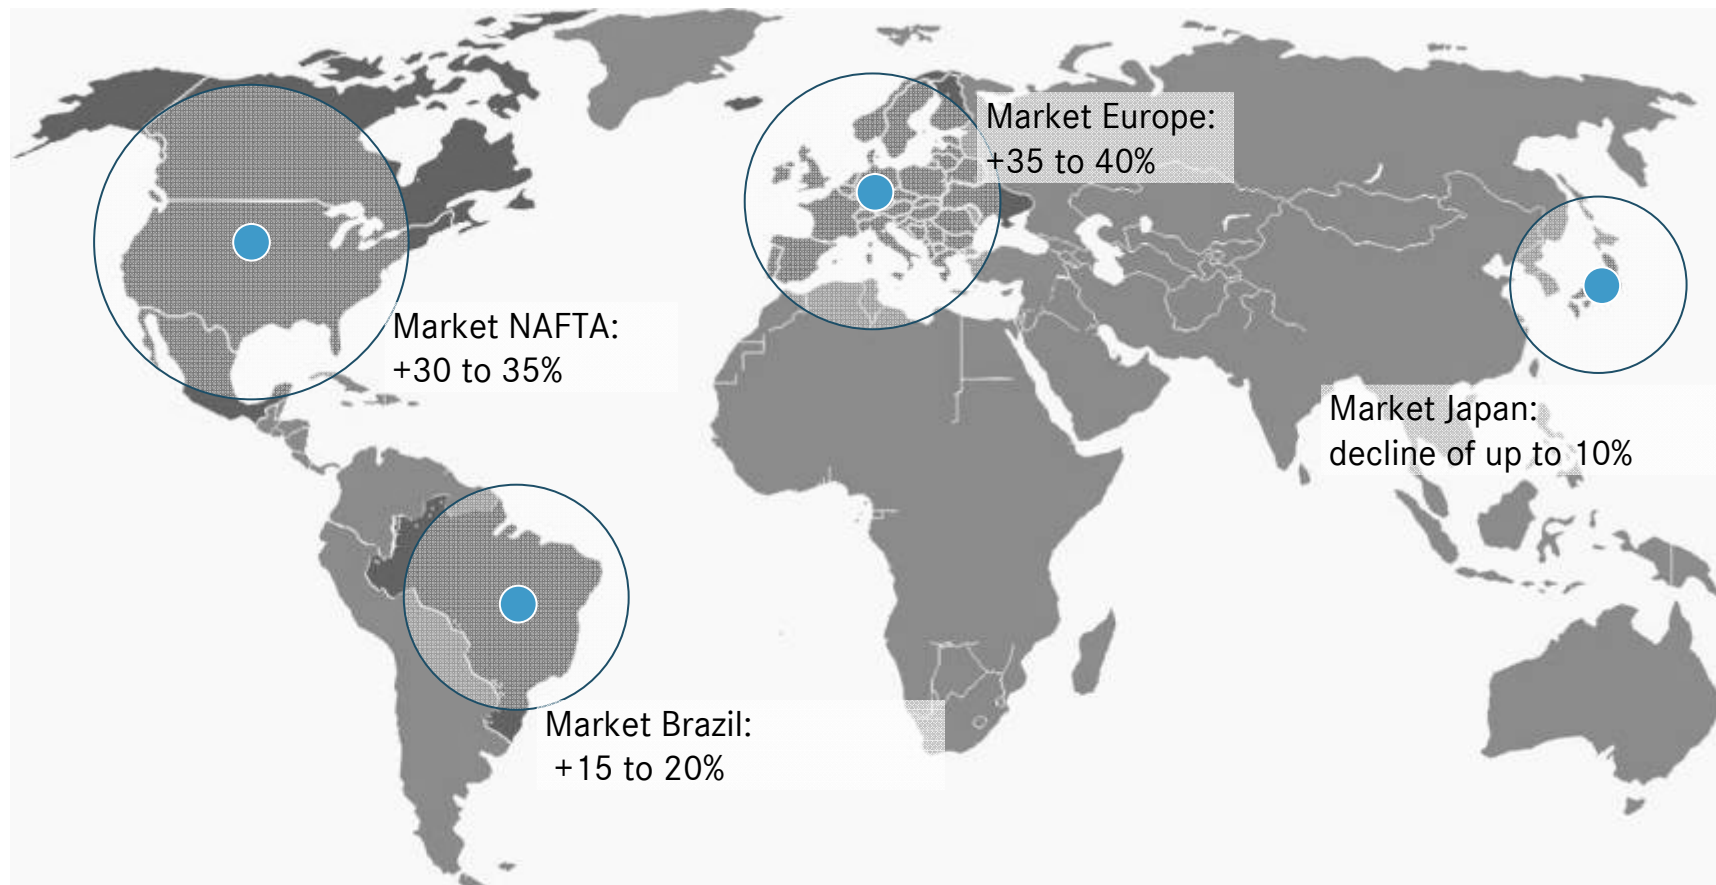 Market Europe:
+35 to 40%
Market NAFTA:
+30 to 35%
Market Japan:
decline of up to 10%
Market Brazil:
+15 to 20%